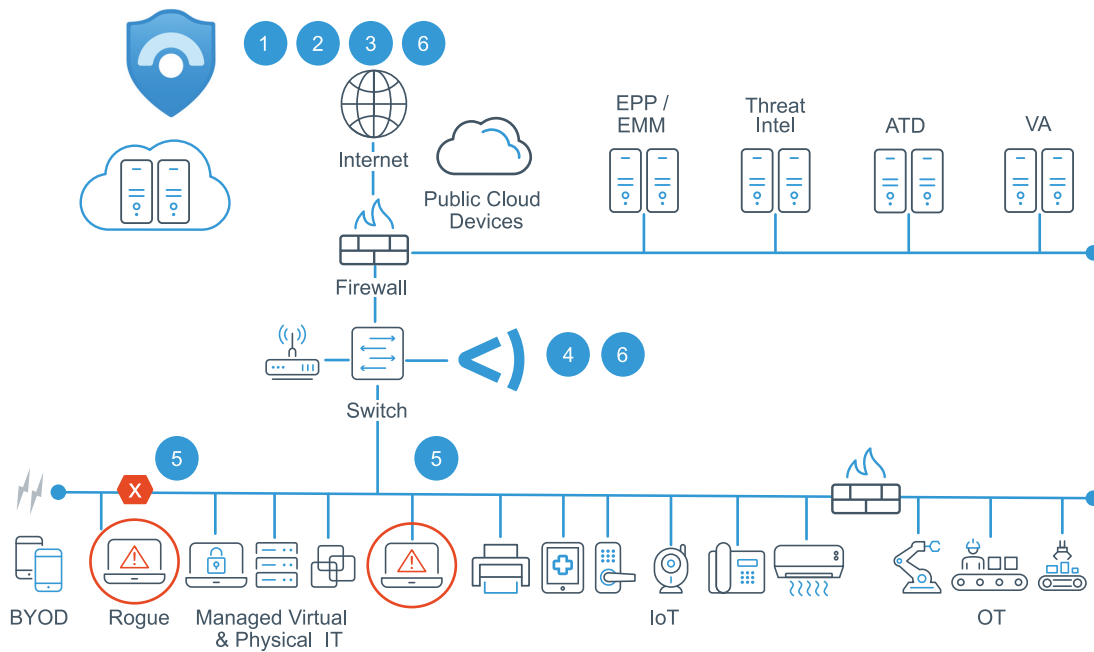 1 2 3 6
Internet
Public Cloud
Devices
EPP /
EMM
Threat
Intel
ATD
VA
Firewall
4 6
Switch
5
X
5
BYOD
Rogue
Managed Virtual
& Physical IT
IoT
OT